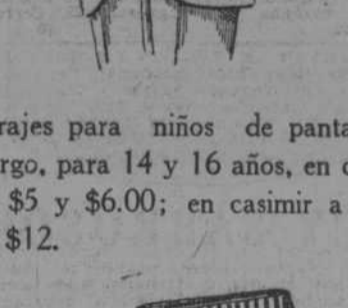 rajes para niños de panta
rgo, para 14 y 16 años, en
$5 y $6.00; en casimir a
$12.